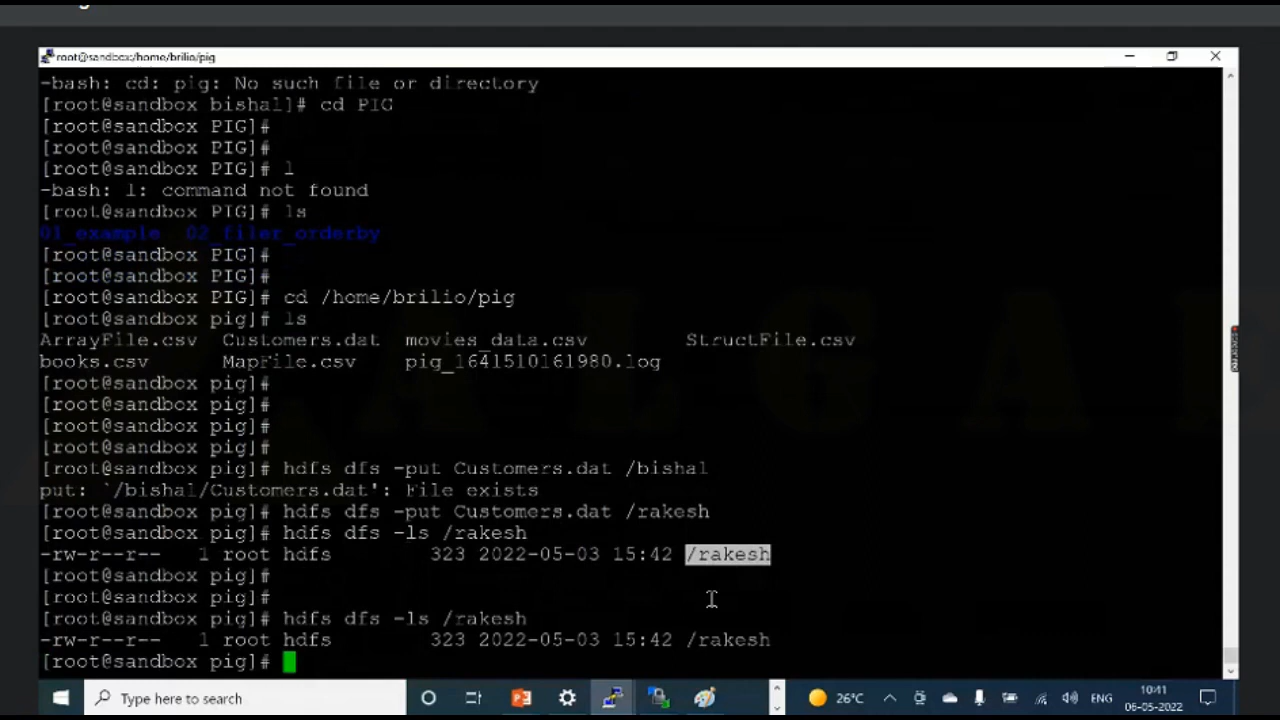 root@sandbox:/home/brilio/pig
-bash: cd: pig: No such file or directory
[root@sandbox bishal]# cd PIG
[root@sandbox PIG]#
[root@sandbox PIG]#
[root@sandbox PIG]# l
-bash: l: command not found
[root@sandbox PIG]# ls
01_example 02_filer_orderby
[root@sandbox PIG]#
[root@sandbox PIG]#
[root@sandbox PIG]# cd /home/brilio/pig
[root@sandbox pig]# ls
ArrayFile.csv Customers.dat movies_data.csv StructFile.csv
books.csv MapFile.csv pig_1641510161980.log
[root@sandbox pig]#
[root@sandbox pig]#
[root@sandbox pig]#
[root@sandbox pig]#
[root@sandbox pig]# hdfs dfs -put Customers.dat /bishal
put: `/bishal/Customers.dat': File exists
[root@sandbox pig]# hdfs dfs -put Customers.dat /rakesh
[root@sandbox pig]# hdfs dfs -ls /rakesh
-rw-r--r-- 1 root hdfs 323 2022-05-03 15:42 /rakesh
[root@sandbox pig]#
[root@sandbox pig]#
[root@sandbox pig]# hdfs dfs -ls /rakesh
-rw-r--r-- 1 root hdfs 323 2022-05-03 15:42 /rakesh
[root@sandbox pig]#
Type here to search
26°C
ENG
10:41
06-05-2022